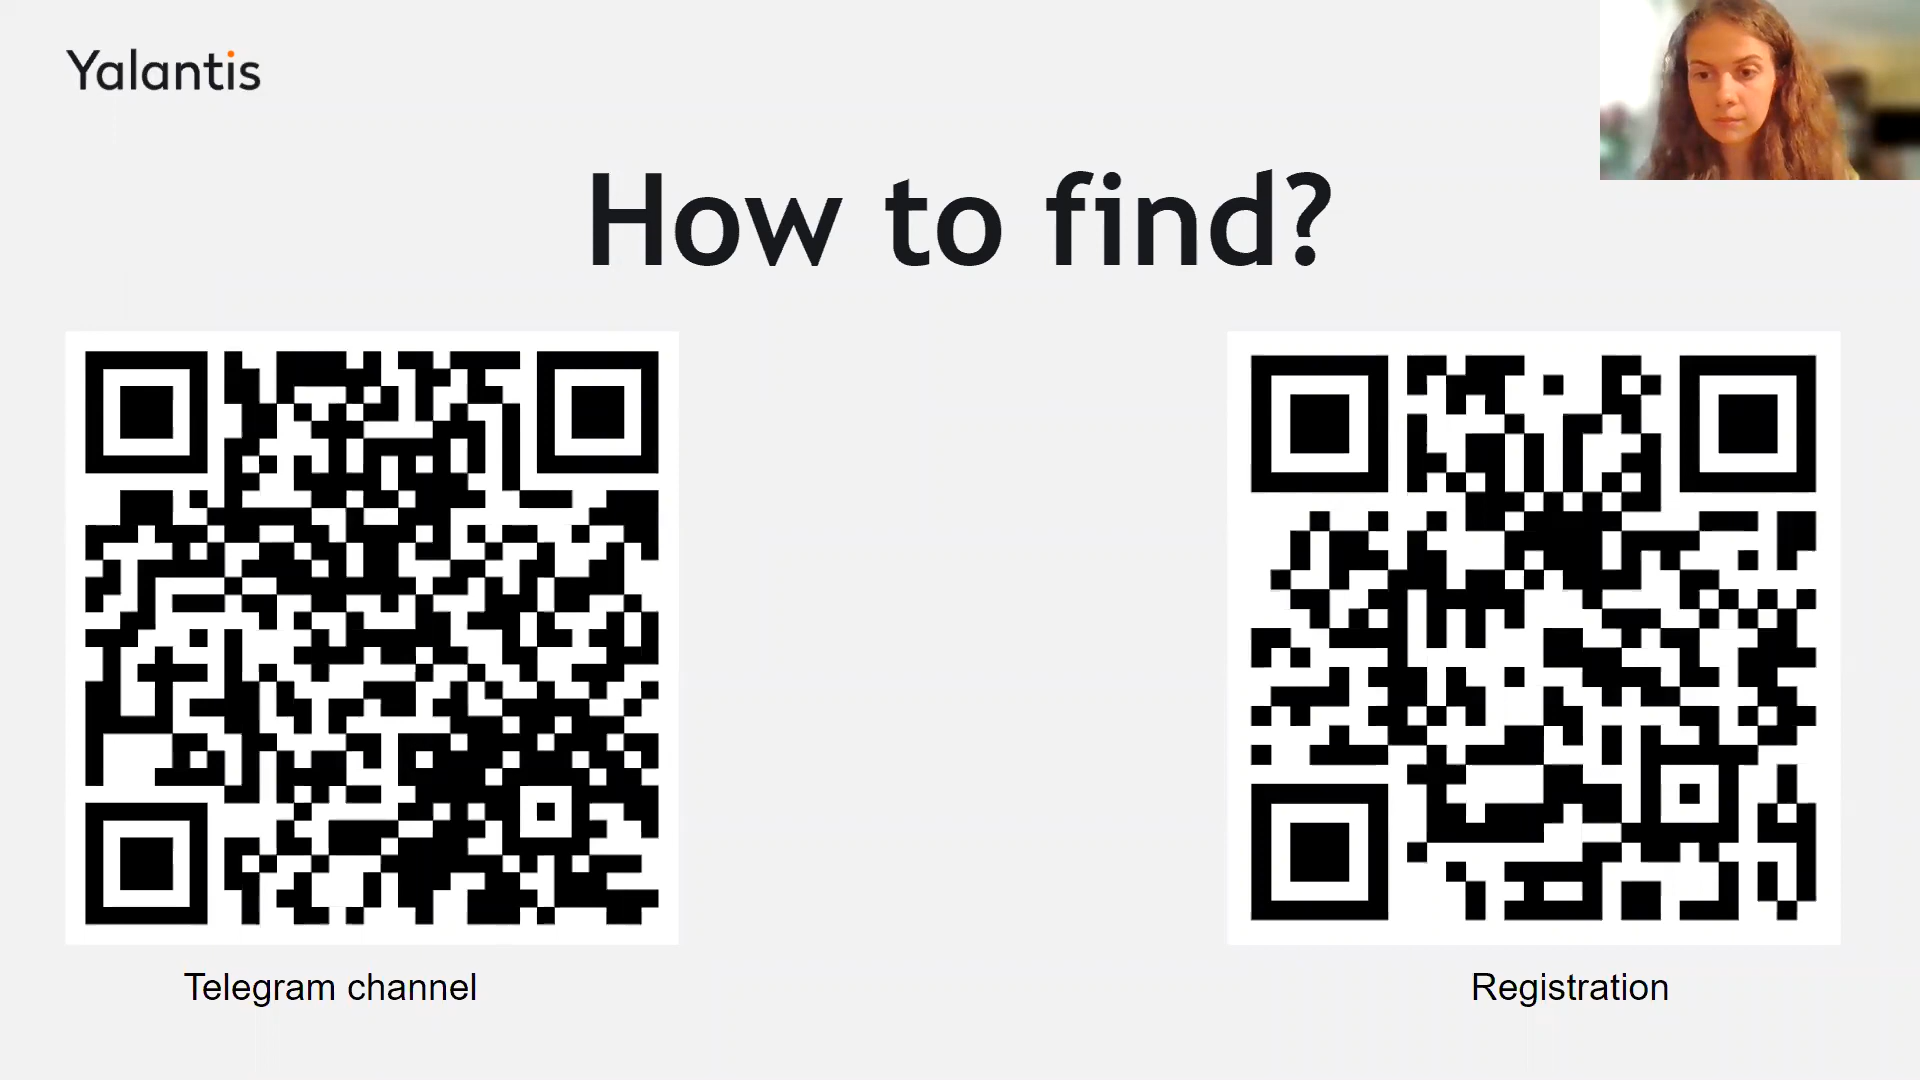 Yalantis
How to find?
Telegram channel
Registration